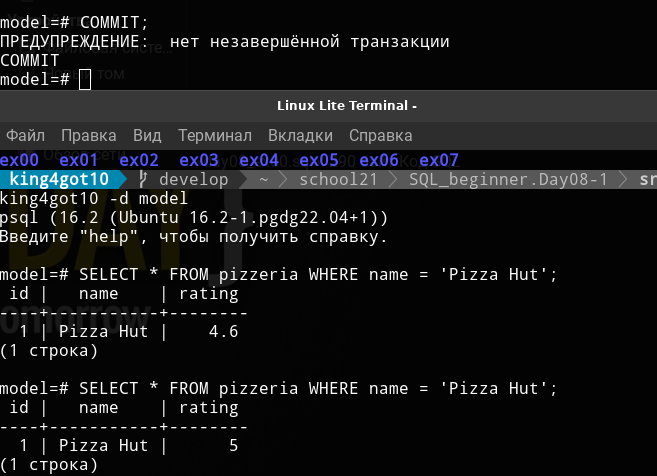 model=# COMMIT;
ПРЕДУПРЕЖДЕНИЕ:  нет незавершённой транзакции
COMMIT
model=#
Linux Lite Terminal -
Файл Правка Вид Терминал Вкладки Справка
ex00 ex01 ex02 ex03 ex04 ex05 ex06 ex07
king4got10 develop ~ school21 SQL_beginner.Day08-1
king4got10 -d model
psql (16.2 (Ubuntu 16.2-1.pgdg22.04+1))
Введите "help", чтобы получить справку.
model=# SELECT * FROM pizzeria WHERE name = 'Pizza Hut';
 id |   name    | rating
----+-----------+--------
  1 | Pizza Hut |    4.6
(1 строка)
model=# SELECT * FROM pizzeria WHERE name = 'Pizza Hut';
 id |   name    | rating
----+-----------+--------
  1 | Pizza Hut |      5
(1 строка)